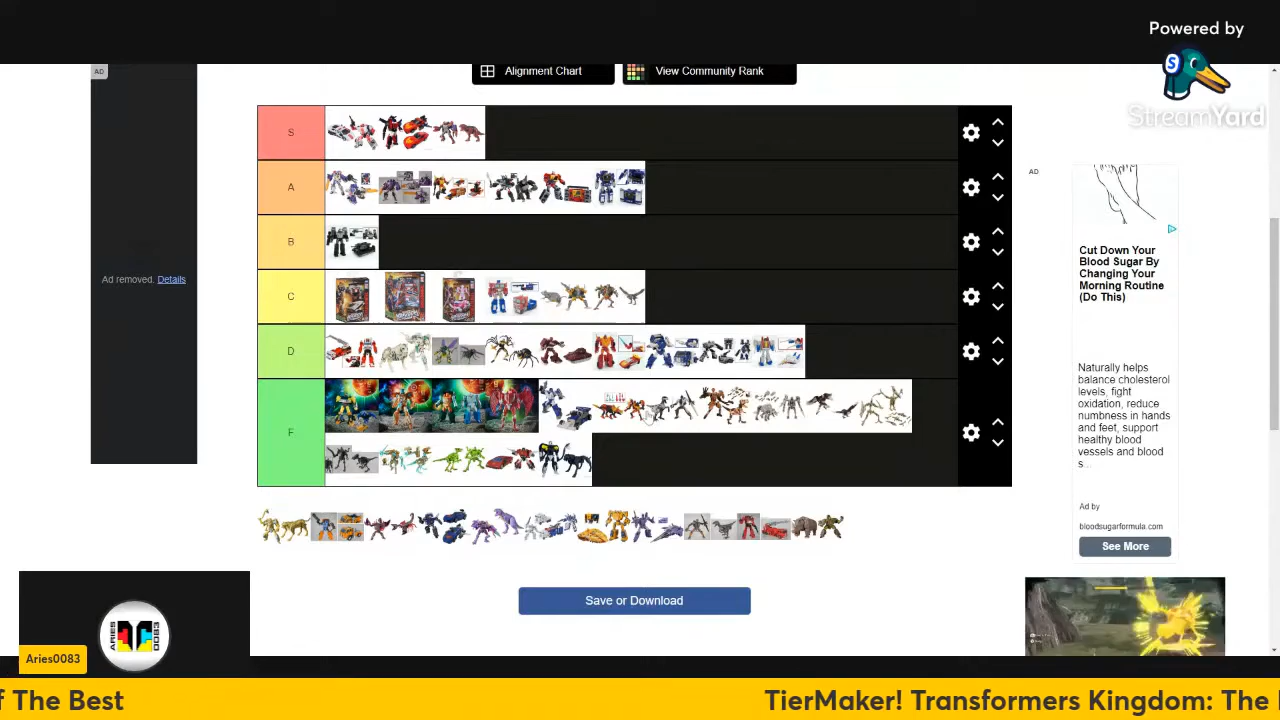 Powered by
StreamYard
AD
Alignment Chart
View Community Rank
S
A
B
C
D
F
Ad removed. Details
AD
Cut Down Your
Blood Sugar By
Changing Your
Morning Routine
(Do This)
Naturally helps
balance cholesterol
levels, fight
oxidation, reduce
numbness in hands
and feet, support
healthy blood
vessels and blood
s...
Ad by
bloodsugarformula.com
See More
Save or Download
ARIES
0083
Aries0083
f The Best
TierMaker! Transformers Kingdom: The